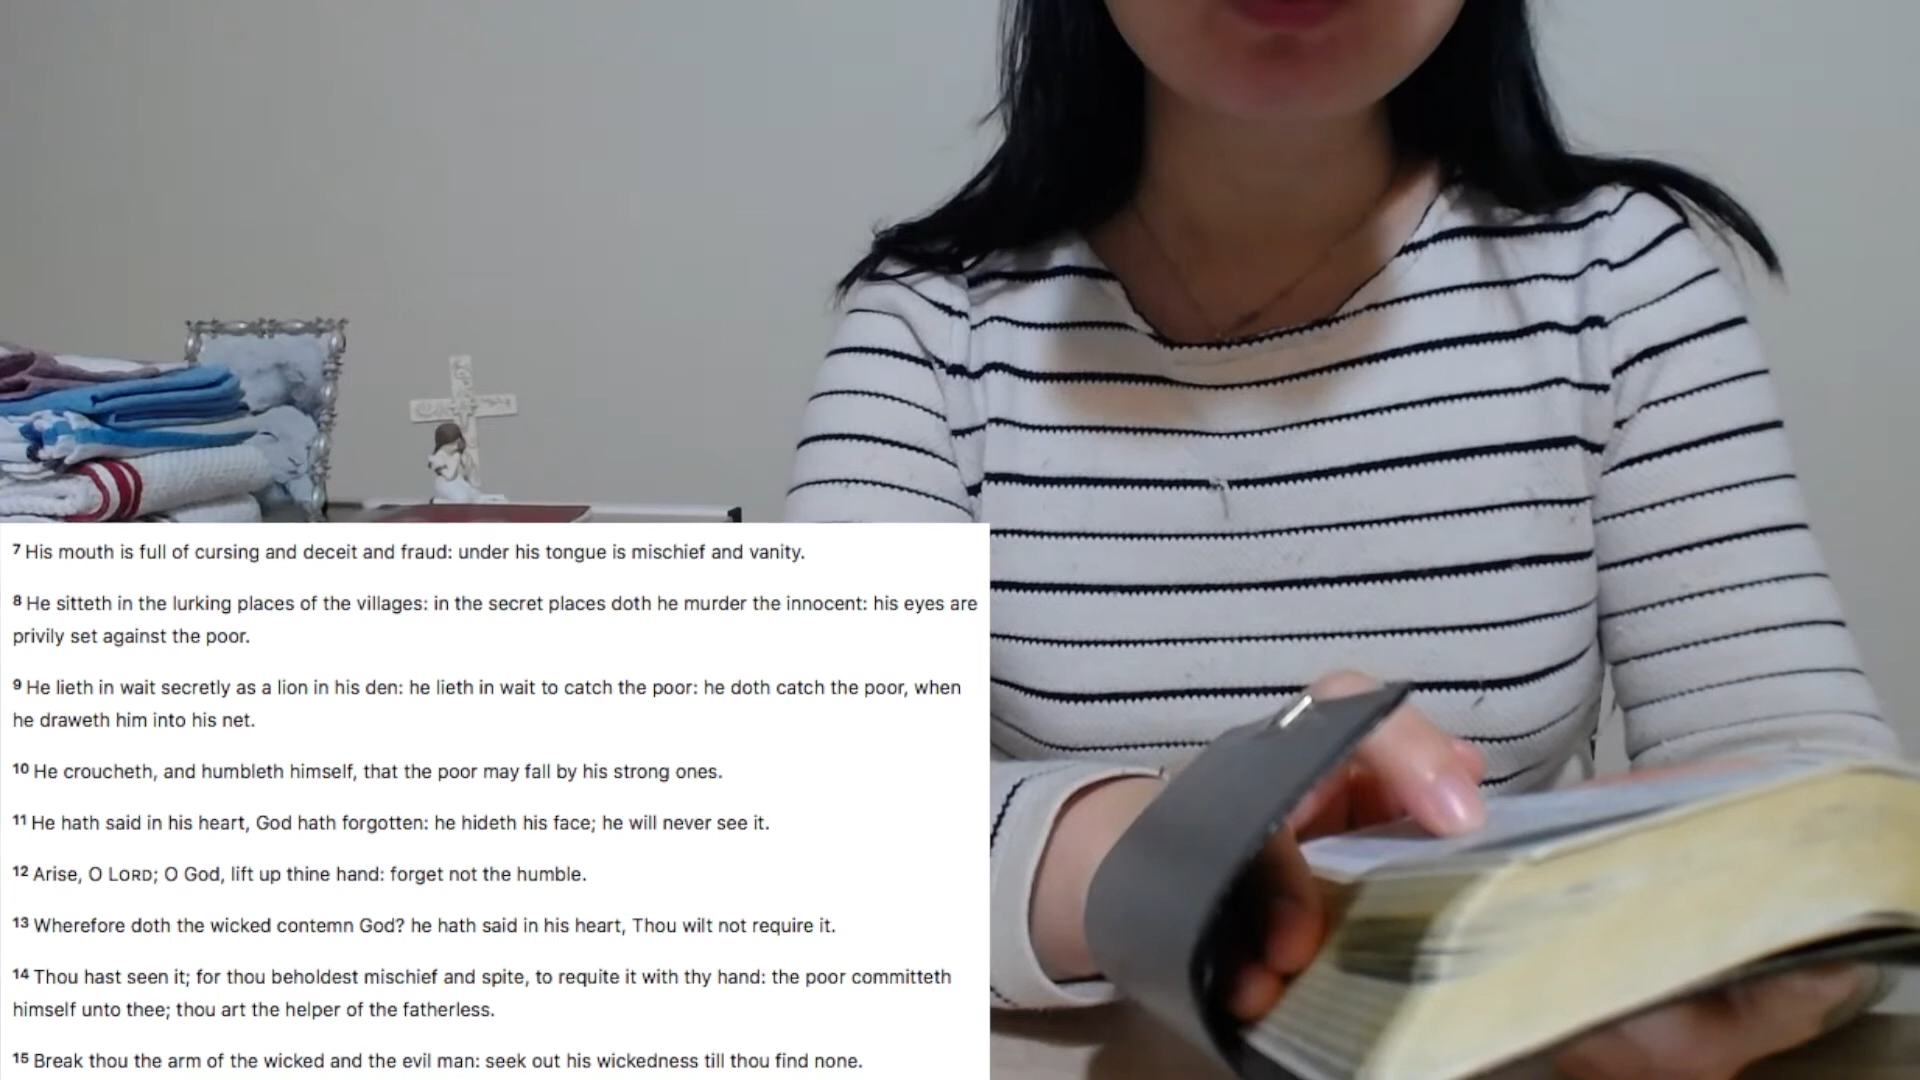 7 His mouth is full of cursing and deceit and fraud: under his tongue is mischief and vanity.
8 He sitteth in the lurking places of the villages: in the secret places doth he murder the innocent: his eyes are
privily set against the poor.
9 He lieth in wait secretly as a lion in his den: he lieth in wait to catch the poor: he doth catch the poor, when
he draweth him into his net.
10 He croucheth, and humbleth himself, that the poor may fall by his strong ones.
11 He hath said in his heart, God hath forgotten: he hideth his face; he will never see it.
12 Arise, O LORD; O God, lift up thine hand: forget not the humble.
13 Wherefore doth the wicked contemn God? he hath said in his heart, Thou wilt not require it.
14 Thou hast seen it; for thou beholdest mischief and spite, to requite it with thy hand: the poor committeth
himself unto thee; thou art the helper of the fatherless.
15 Break thou the arm of the wicked and the evil man: seek out his wickedness till thou find none.